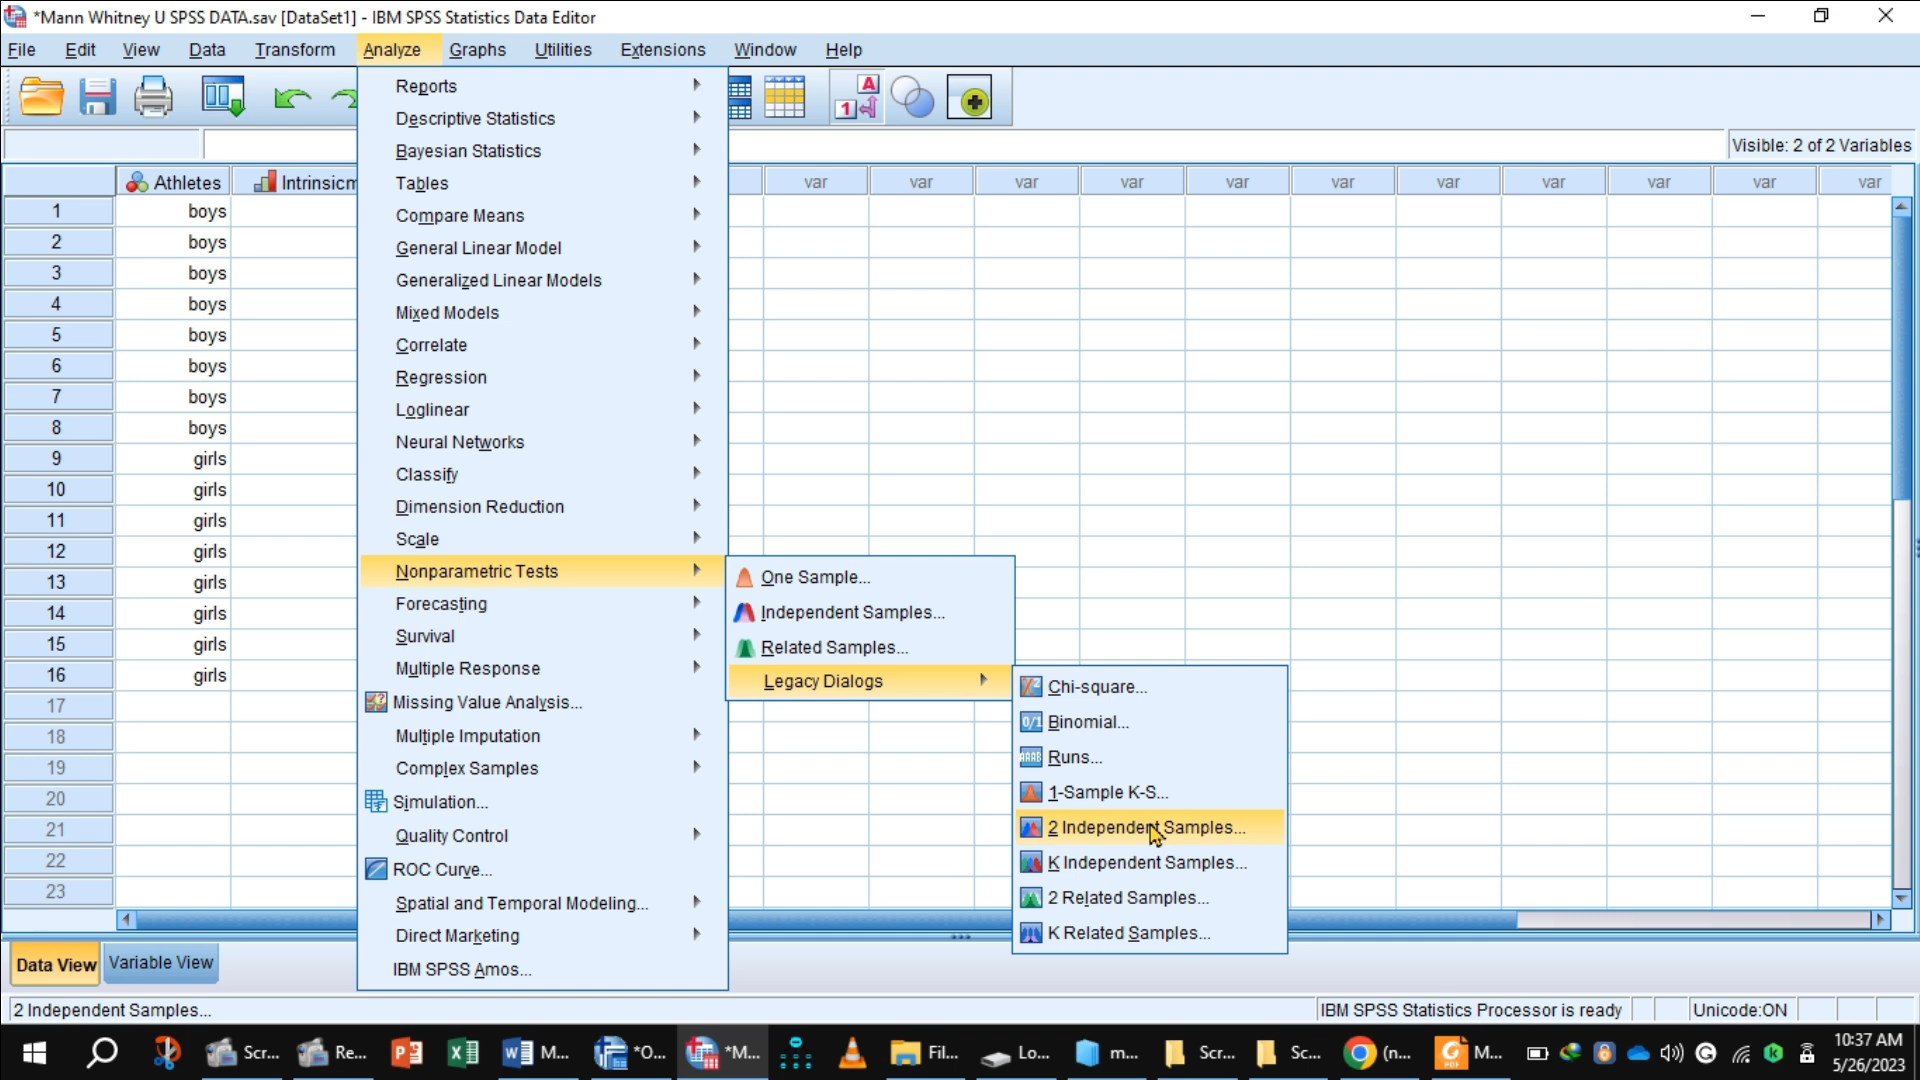 *Mann Whitney U SPSS DATA.sav [DataSet1] - IBM SPSS Statistics Data Editor
File Edit View Data Transform Analyze Graphs Utilities Extensions Window Help
Visible: 2 of 2 Variables
Athletes Intrinsicm var var var var var var var var var var var
1 boys
2 boys
3 boys
4 boys
5 boys
6 boys
7 boys
8 boys
9 girls
10 girls
11 girls
12 girls
13 girls
14 girls
15 girls
16 girls
17
18
19
20
21
22
23
Reports
Descriptive Statistics
Bayesian Statistics
Tables
Compare Means
General Linear Model
Generalized Linear Models
Mixed Models
Correlate
Regression
Loglinear
Neural Networks
Classify
Dimension Reduction
Scale
Nonparametric Tests
Forecasting
Survival
Multiple Response
Missing Value Analysis...
Multiple Imputation
Complex Samples
Simulation...
Quality Control
ROC Curve...
Spatial and Temporal Modeling...
Direct Marketing
IBM SPSS Amos...
One Sample...
Independent Samples...
Related Samples...
Legacy Dialogs
Chi-square...
Binomial...
Runs...
1-Sample K-S...
2 Independent Samples...
K Independent Samples...
2 Related Samples...
K Related Samples...
Data View Variable View
2 Independent Samples... IBM SPSS Statistics Processor is ready Unicode:ON
Scr... Re... M... *O... *M... Fil... Lo... m... Scr... Sc... (n... M...
10:37 AM
5/26/2023